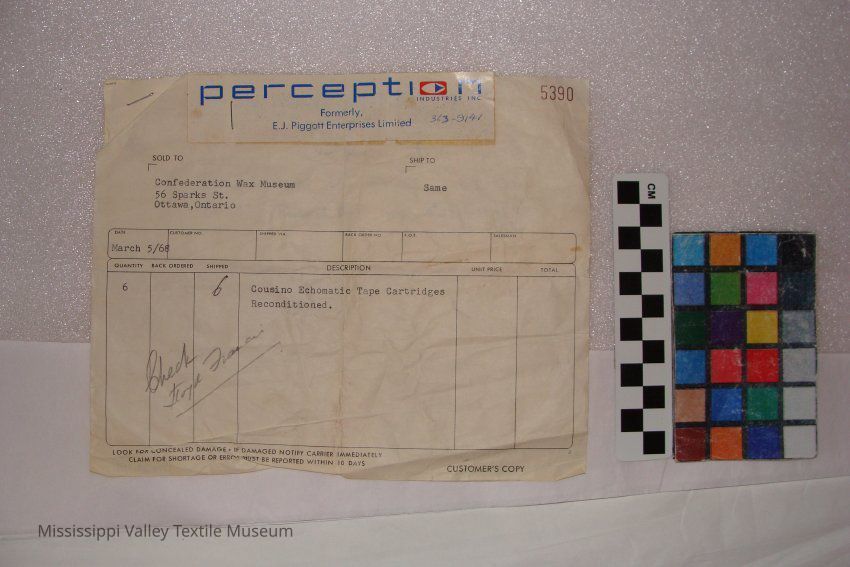 perception
INDUSTRIES INC
5390
Formerly,
E.J. Piggott Enterprises Limited
SOLD TO
SHIP TO
Confederation Wax Museum
56 Sparks St.
Ottawa,Ontario
Same
DATE CUSTOMER NO. SHIPPED VIA BACK ORDER NO F.O.B. SALESMAN
March 5/68
QUANTITY BACK ORDERED SHIPPED DESCRIPTION UNIT PRICE TOTAL
6 6 Cousino Echomatic Tape Cartridges
Reconditioned.
Check
LOOK FOR CONCEALED DAMAGE - IF DAMAGED NOTIFY CARRIER IMMEDIATELY
CLAIM FOR SHORTAGE OR ERROR MUST BE REPORTED WITHIN 10 DAYS
CUSTOMER'S COPY
CM
Mississippi Valley Textile Museum